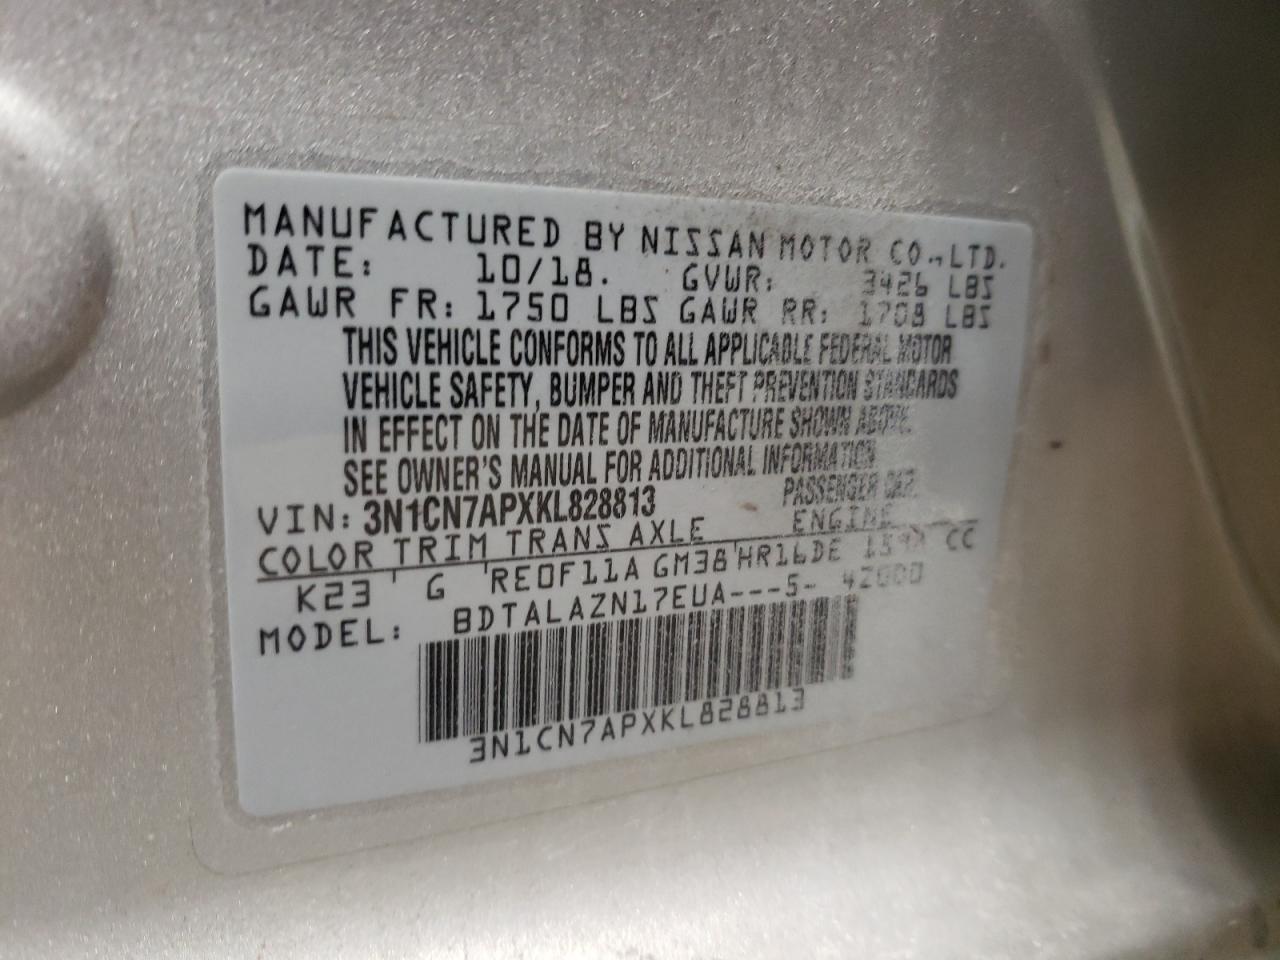 MANUFACTURED BY NISSAN MOTOR CO.,LTD.
DATE: 10/18. GVWR: 3426 LBS
GAWR FR: 1750 LBS GAWR RR: 1708 LBS
THIS VEHICLE CONFORMS TO ALL APPLICABLE FEDERAL MOTOR
VEHICLE SAFETY, BUMPER AND THEFT PREVENTION STANDARDS
IN EFFECT ON THE DATE OF MANUFACTURE SHOWN ABOVE.
SEE OWNER'S MANUAL FOR ADDITIONAL INFORMATION
VIN: 3N1CN7APXKL828813 PASSENGER CAR
COLOR TRIM TRANS AXLE ENGINE
K23 G RE0F11A GM38 HR16DE CC
MODEL: BDTALAZN17EUA---5-
3N1CN7APXKL828813